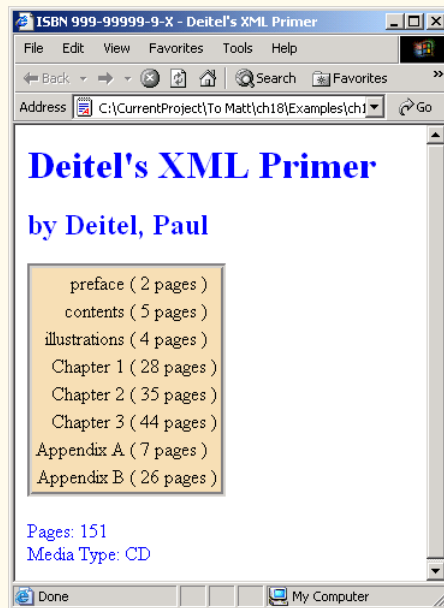 ISBN 999-99999-9-X - Deitel's XML Primer
File Edit View Favorites Tools Help
Back Search Favorites »
Address C:\CurrentProject\To Matt\ch18\Examples\ch1 Go
Deitel's XML Primer
by Deitel, Paul
preface ( 2 pages )
contents ( 5 pages )
illustrations ( 4 pages )
Chapter 1 ( 28 pages )
Chapter 2 ( 35 pages )
Chapter 3 ( 44 pages )
Appendix A ( 7 pages )
Appendix B ( 26 pages )
Pages: 151
Media Type: CD
Done My Computer